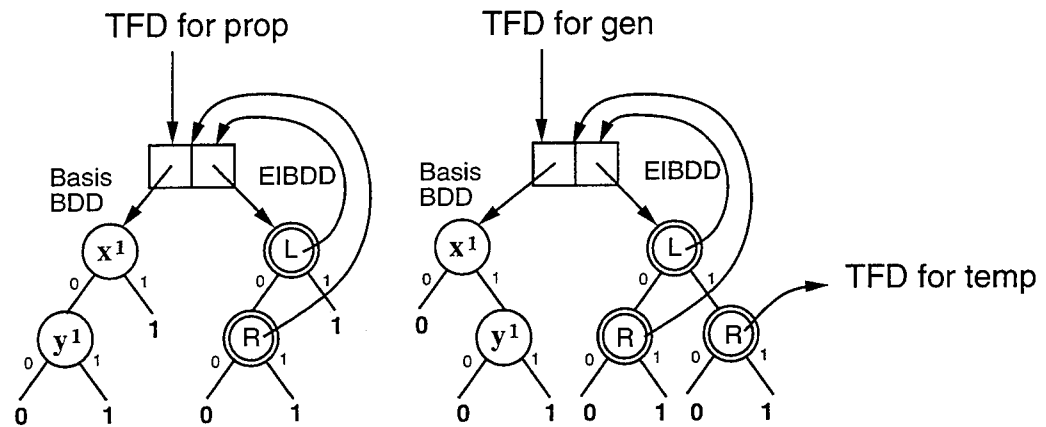 TFD for prop
TFD for gen
Basis
BDD
EIBDD
Basis
BDD
EIBDD
x¹
L
x¹
L
0 1 0 1 0 1 0 1
TFD for temp
y¹
1
R
1
0
y¹
R
R
0 1 0 1 0 1 0 1 0 1
0 1 0 1 0 1 0 1 0 1